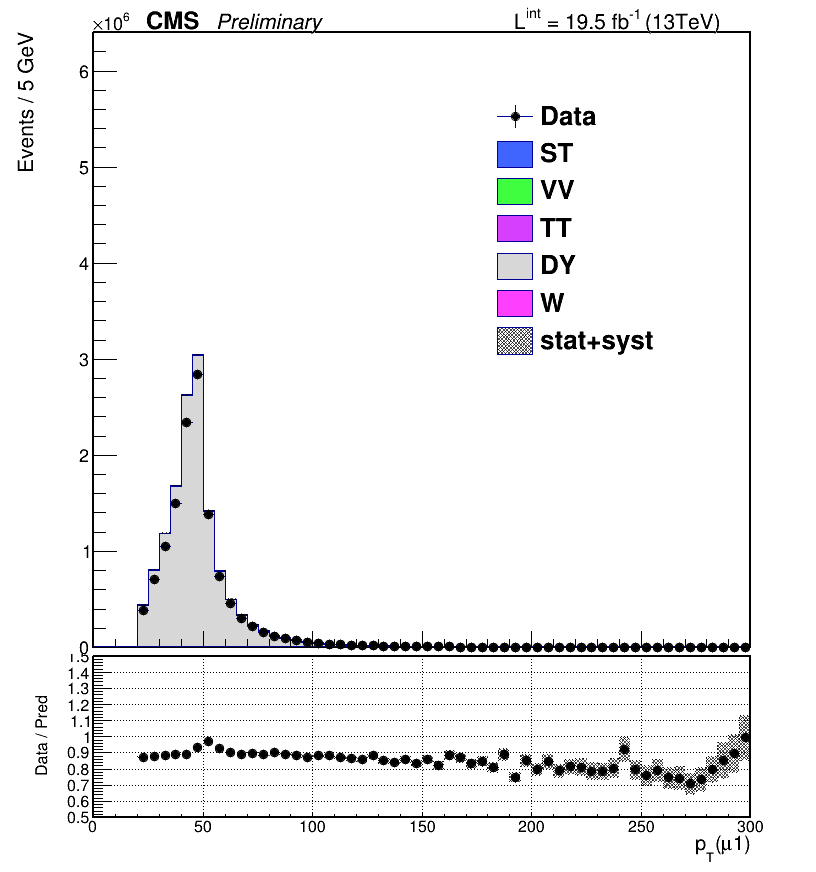 ×10⁶ CMS Preliminary L^int = 19.5 fb⁻¹ (13TeV)
Events / 5 GeV
6
5
4
3
2
1
0
Data
ST
VV
TT
DY
W
stat+syst
Data / Pred
1.5
1.4
1.3
1.2
1.1
1
0.9
0.8
0.7
0.6
0.5
0 50 100 150 200 250 300
p_T(μ1)